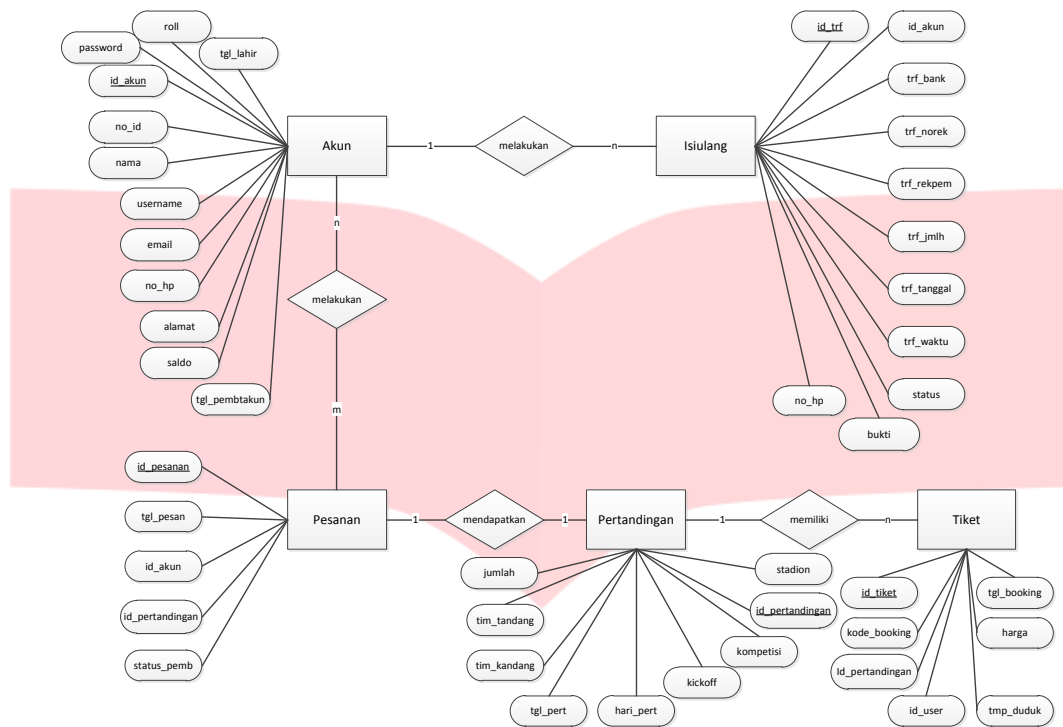 roll
password
tgl_lahir
id_akun
no_id
nama
username
email
no_hp
alamat
saldo
tgl_pembtakun
Akun
1
melakukan
n
Isiulang
id_trf
id_akun
trf_bank
trf_norek
trf_rekpem
trf_jmlh
trf_tanggal
trf_waktu
status
bukti
no_hp
n
melakukan
m
id_pesanan
tgl_pesan
id_akun
id_pertandingan
status_pemb
Pesanan
1
mendapatkan
1
Pertandingan
1
memiliki
n
Tiket
jumlah
tim_tandang
tim_kandang
tgl_pert
hari_pert
kickoff
kompetisi
id_pertandingan
stadion
id_tiket
kode_booking
Id_pertandingan
id_user
tmp_duduk
harga
tgl_booking